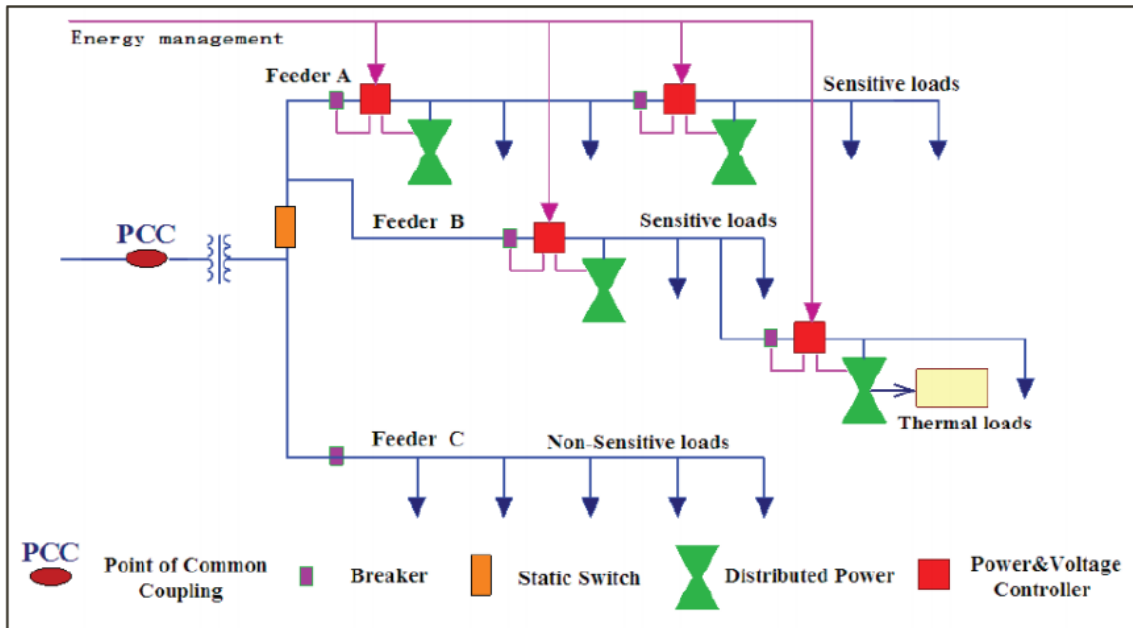 Energy management
Feeder A
Sensitive loads
PCC
Feeder B
Sensitive loads
Thermal loads
Feeder C
Non-Sensitive loads
PCC
Point of Common
Coupling
Breaker
Static Switch
Distributed Power
Power&Voltage
Controller